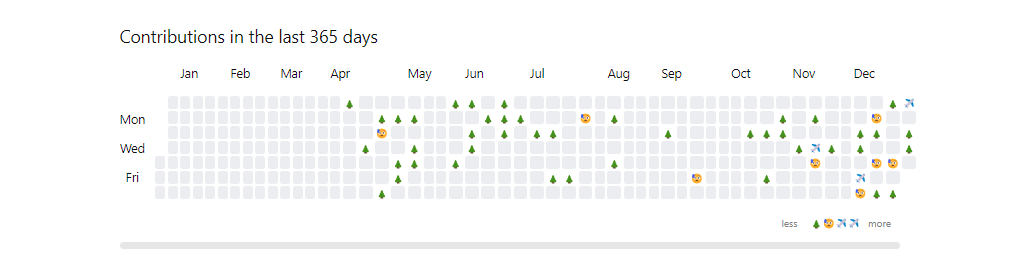 Contributions in the last 365 days
Jan Feb Mar Apr May Jun Jul Aug Sep Oct Nov Dec
Mon
Wed
Fri
less more